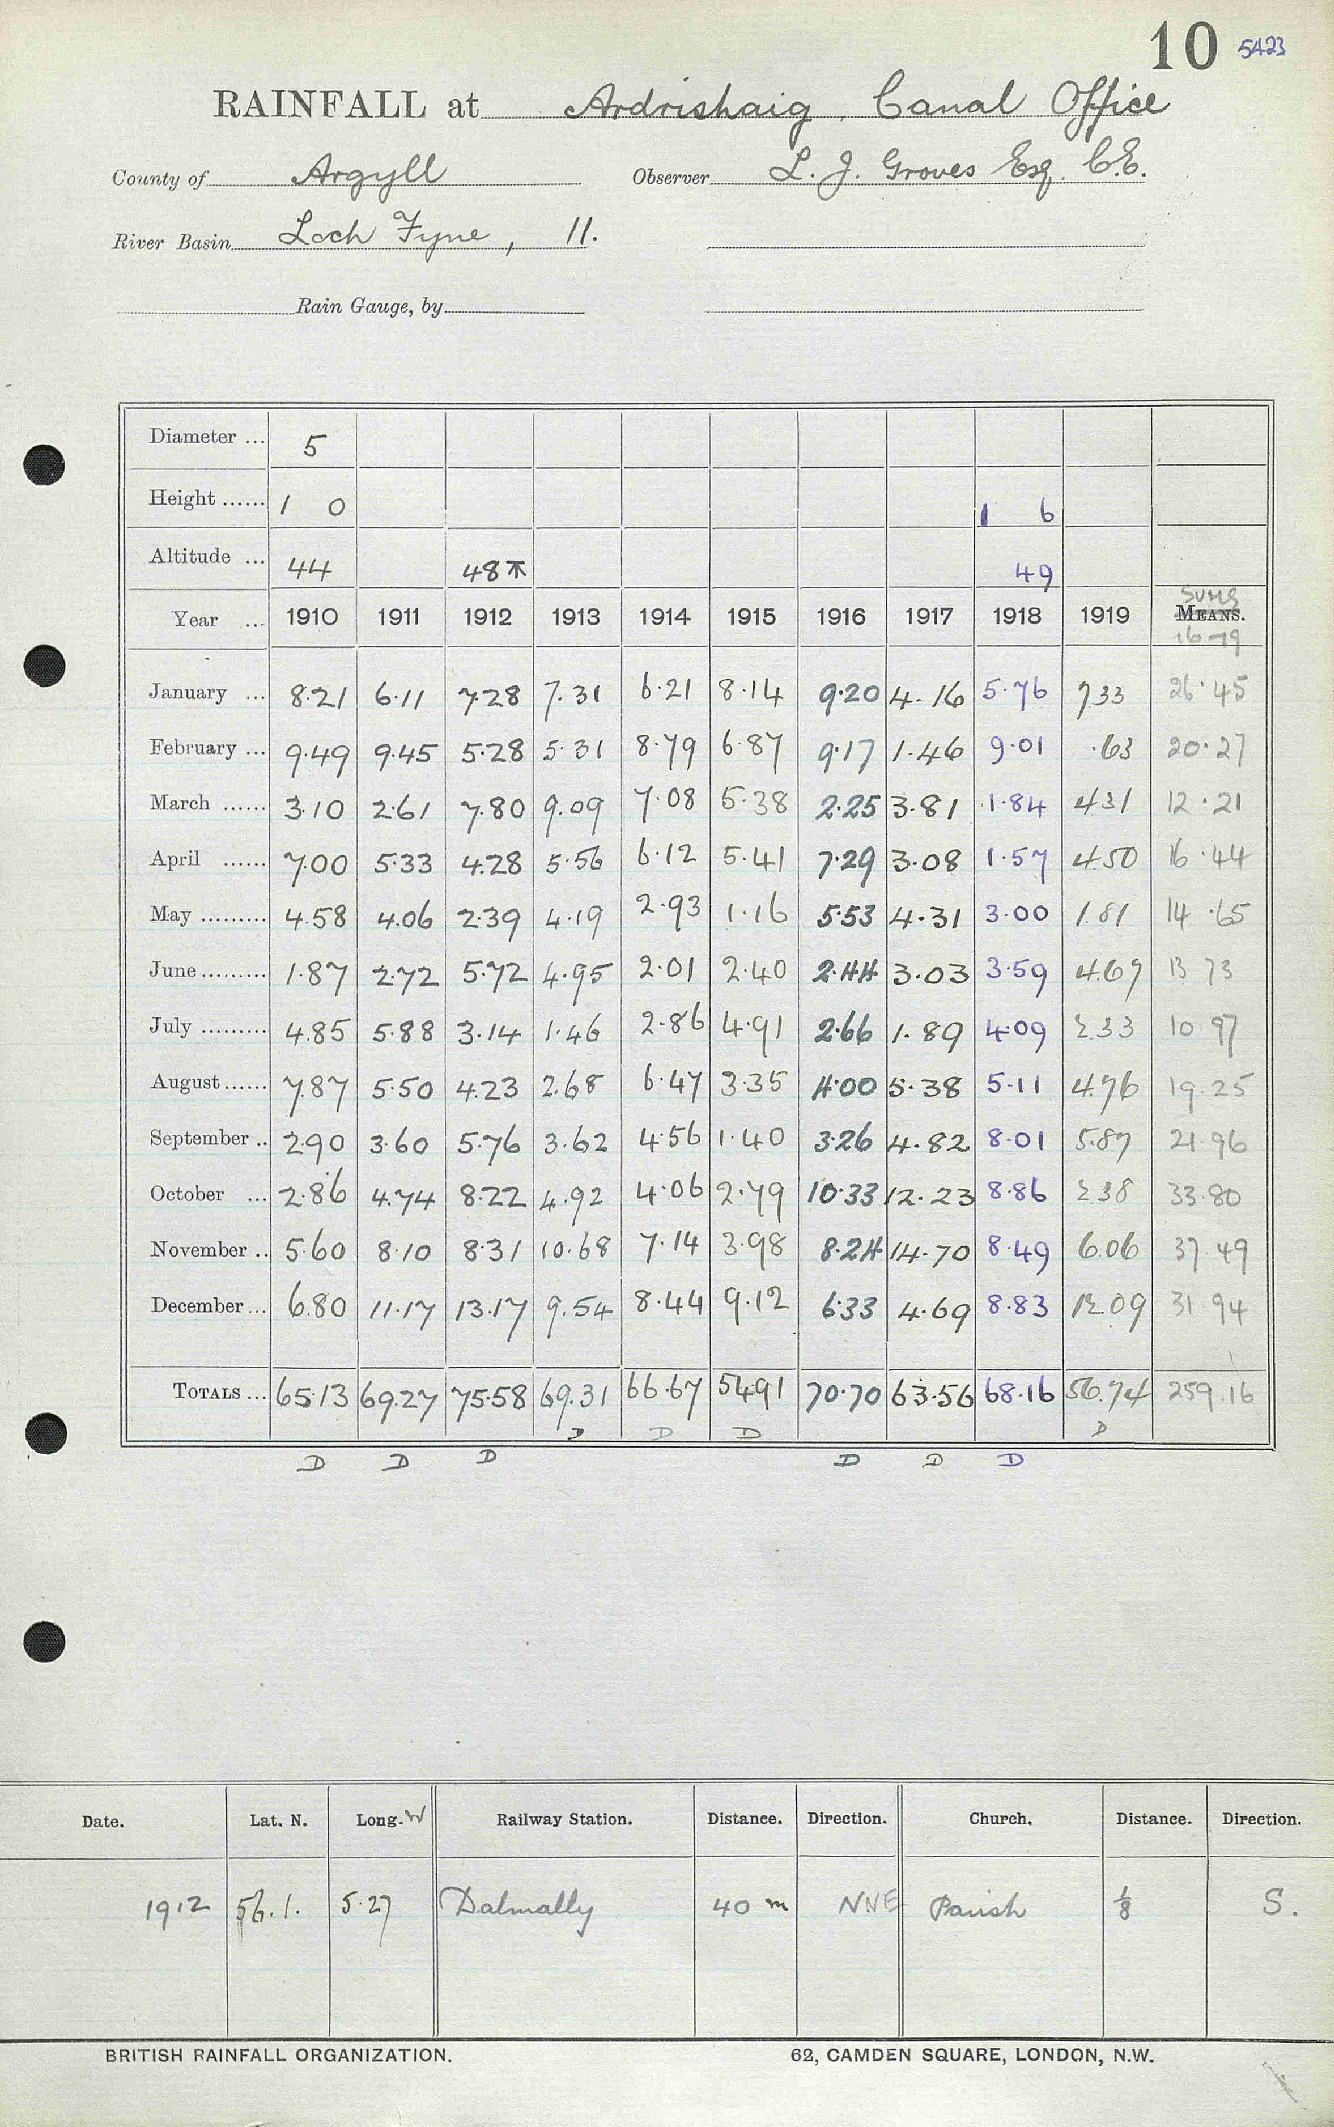 10 5423
RAINFALL at Ardrishaig Canal Office
County of Argyll Observer L. J. Groves Esq. C.E.
River Basin Loch Fyne, 11.
Rain Gauge, by
Diameter ... 5
Height ...... 1 0 1 6
Altitude ... 44 48 49
Sums
Year ... 1910 1911 1912 1913 1914 1915 1916 1917 1918 1919 MEANS.
16-19
January ... 8.21 6.11 7.28 7.31 6.21 8.14 9.20 4.16 5.76 7.33 26.45
February ... 9.49 9.45 5.28 5.31 8.79 6.87 9.17 1.46 9.01 .63 20.27
March ...... 3.10 2.61 7.80 9.09 7.08 5.38 2.25 3.81 1.84 4.31 12.21
April ...... 7.00 5.33 4.28 5.56 6.12 5.41 7.29 3.08 1.57 4.50 16.44
May ......... 4.58 4.06 2.39 4.19 2.93 1.16 5.53 4.31 3.00 1.81 14.65
June ......... 1.87 2.72 5.72 4.95 2.01 2.40 2.44 3.03 3.59 4.67 13 73
July ......... 4.85 5.88 3.14 1.46 2.86 4.91 2.66 1.89 4.09 2.33 10 97
August ...... 7.87 5.50 4.23 2.68 6.47 3.35 4.00 5.38 5.11 4.76 19.25
September .. 2.90 3.60 5.76 3.62 4.56 1.40 3.26 4.82 8.01 5.87 21.96
October ... 2.86 4.74 8.22 4.92 4.06 2.79 10.33 12.23 8.86 2.38 33.80
November .. 5.60 8.10 8.31 10.68 7.14 3.98 8.24 14.70 8.49 6.06 37.49
December ... 6.80 11.17 13.17 9.54 8.44 9.12 6.33 4.69 8.83 12.09 31.94
TOTALS ... 65.13 69.27 75.58 69.31 66.67 54.91 70.70 63.56 68.16 56.74 259.16
D D D D D D D D D D
Date. Lat. N. Long. W Railway Station. Distance. Direction. Church. Distance. Direction.
1912 56.1. 5.27 Dalmally 40 m NNE Parish 1/8 S.
BRITISH RAINFALL ORGANIZATION. 62, CAMDEN SQUARE, LONDON, N.W.